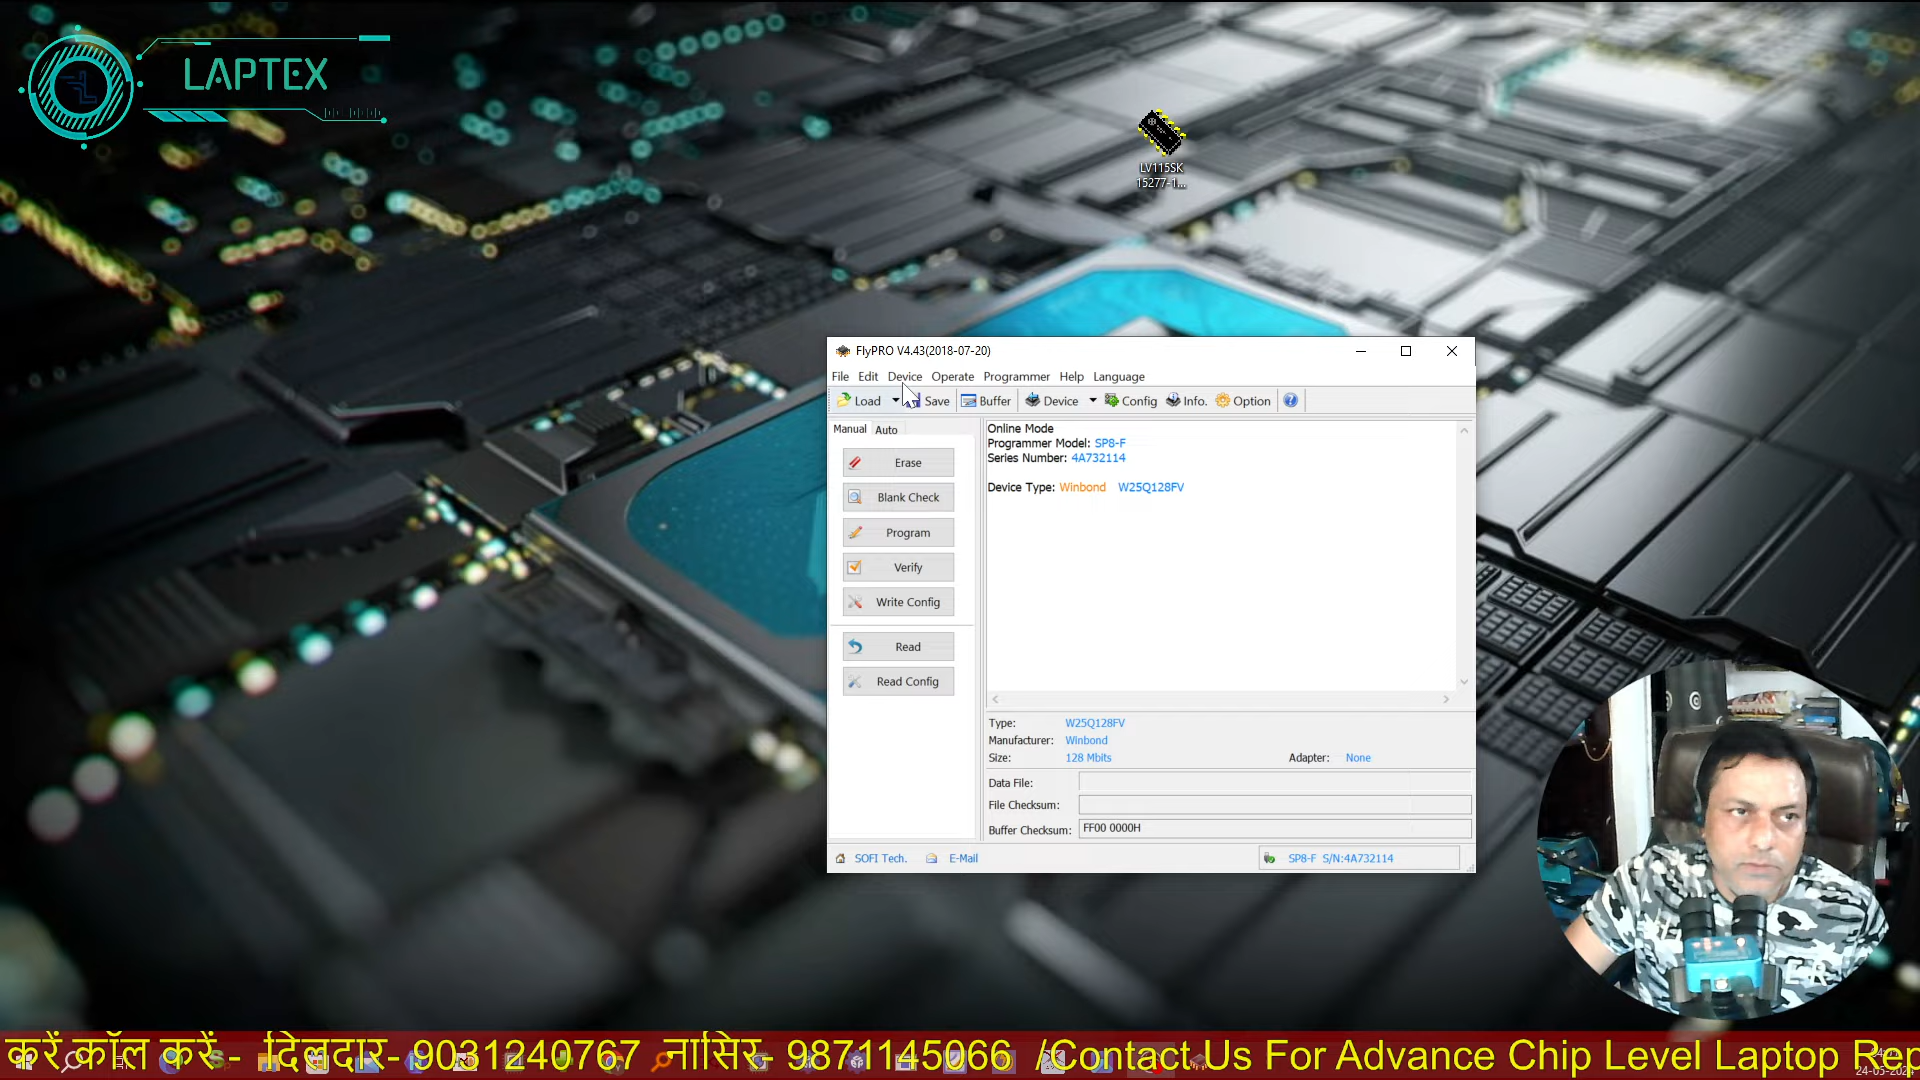 LAPTEX
LV115SK
15277-1...
FlyPRO V4.43(2018-07-20)
File Edit Device Operate Programmer Help Language
Load Save Buffer Device Config Info. Option
Manual Auto
Online Mode
Programmer Model: SP8-F
Series Number: 4A732114
Device Type: Winbond W25Q128FV
Erase
Blank Check
Program
Verify
Write Config
Read
Read Config
Type: W25Q128FV
Manufacturer: Winbond
Size: 128 Mbits
Adapter: None
Data File:
File Checksum:
Buffer Checksum: FF00 0000H
SOFI Tech. E-Mail
SP8-F S/N:4A732114
करें कॉल करें - दिलदार- 9031240767 नासिर- 9871145066 /Contact Us For Advance Chip Level Laptop Rep